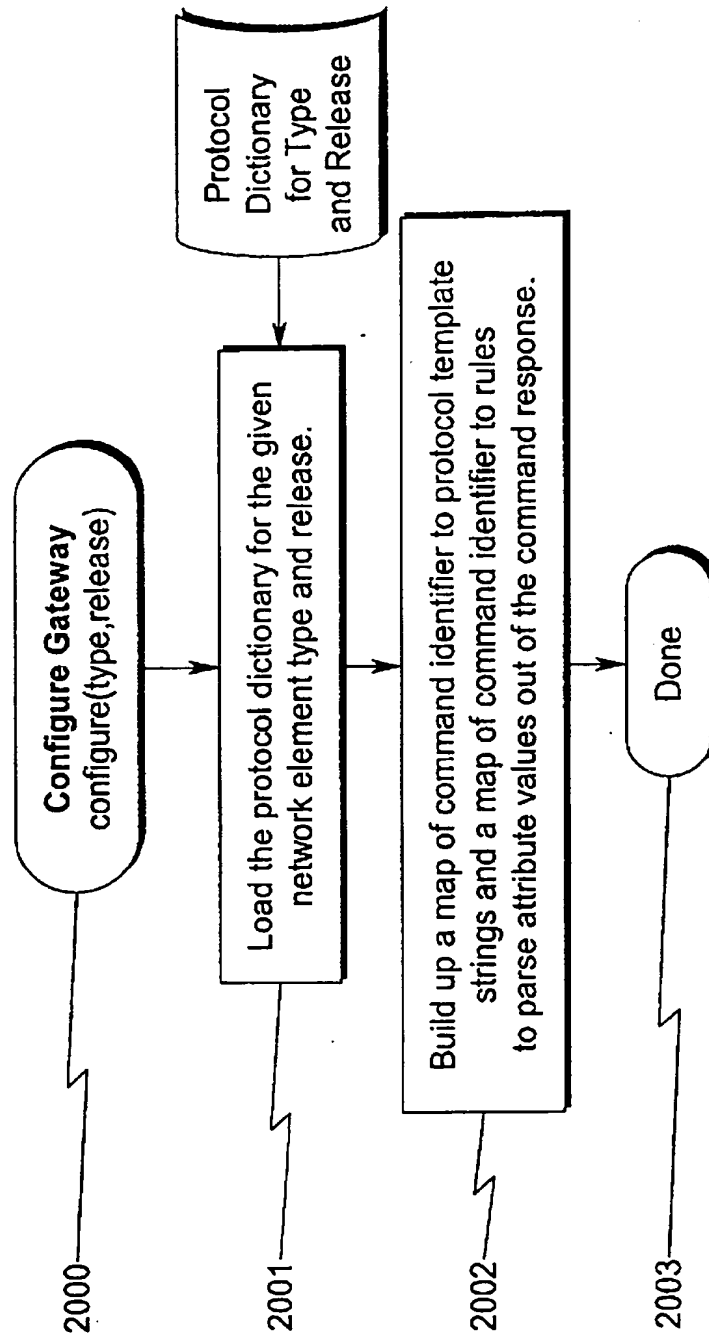 2000
Configure Gateway
configure(type,release)
2001
Load the protocol dictionary for the given
network element type and release.
Protocol
Dictionary
for Type
and Release
2002
Build up a map of command identifier to protocol template
strings and a map of command identifier to rules
to parse attribute values out of the command response.
2003
Done